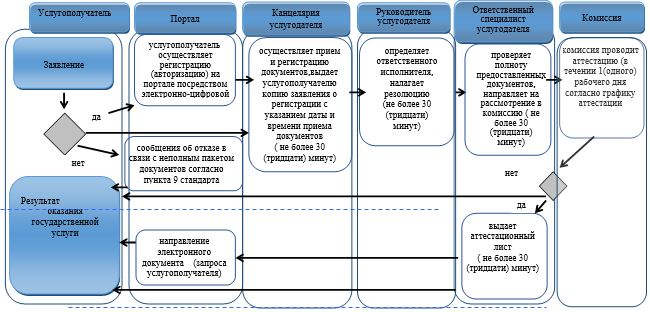 Услугополучатель
Портал
Канцелярия
услугодателя
Руководитель
услугодателя
Ответственный
специалист
услугодателя
Комиссия
Заявление
да
нет
услугополучатель
осуществляет
регистрацию
(авторизацию) на
портале посредством
электронно-цифровой
сообщения об отказе в
связи с неполным пакетом
документов согласно
пункта 9 стандарта
осуществляет прием
и регистрацию
документов,выдает
услугополучателю
копию заявления о
регистрации с
указанием даты и
времени приема
документов
( не более 30
(тридцати) минут)
определяет
ответственного
исполнителя,
налагает
резолюцию
(не более 30
(тридцати)
минут)
проверяет
полноту
предоставленных
документов,
направляет на
рассмотрение в
комиссию ( не
более 30
(тридцати)
минут)
комиссия проводит
аттестацию (в
течении 1(одного)
рабочего дня
согласно графику
аттестации
нет
да
Результат
оказания
государственной
услуги
направление
электронного
документа (запроса
услугополучателя)
выдает
аттестационный
лист
( не более 30
(тридцати) минут)